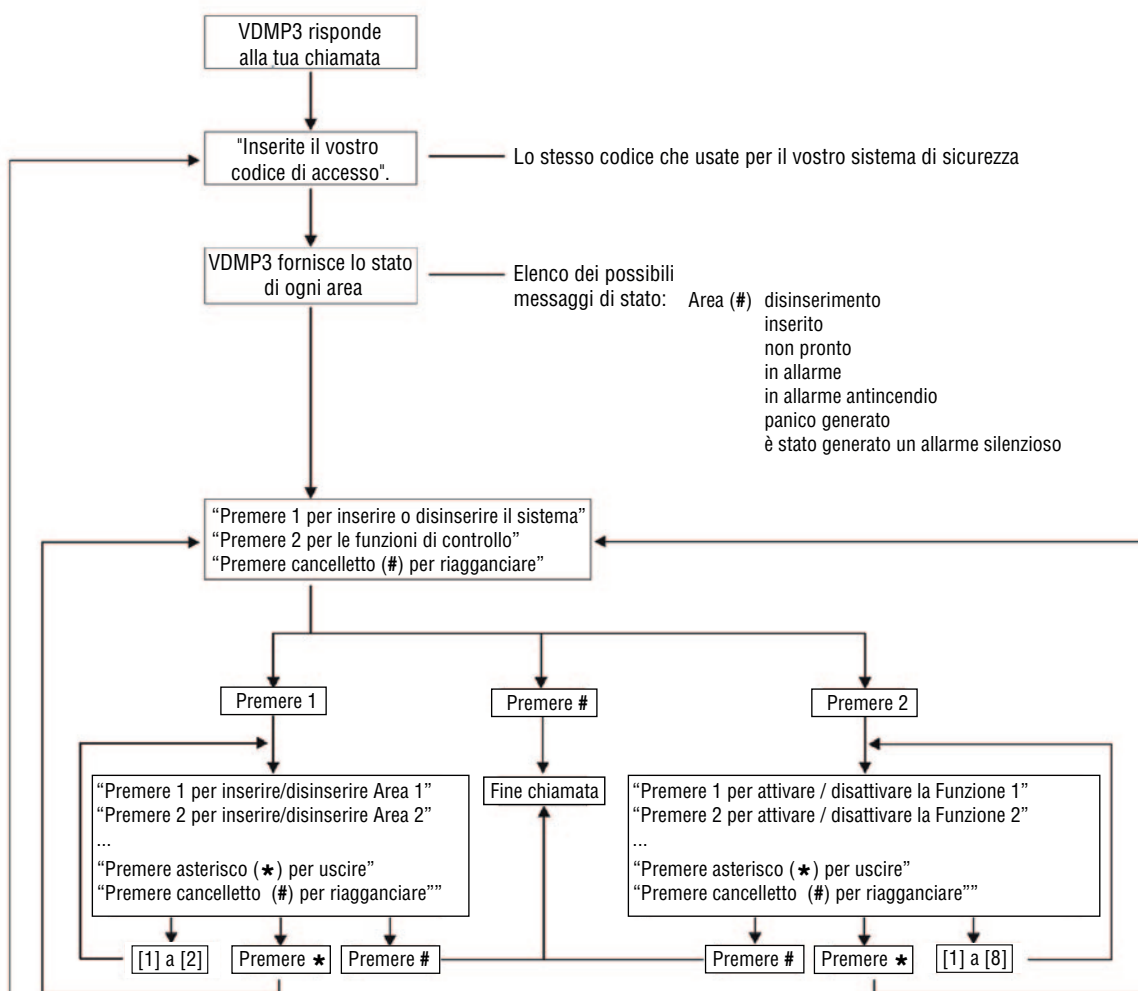 VDMP3 risponde
alla tua chiamata
"Inserite il vostro
codice di accesso".
Lo stesso codice che usate per il vostro sistema di sicurezza
VDMP3 fornisce lo stato
di ogni area
Elenco dei possibili
messaggi di stato:
Area (#) disinserimento
inserito
non pronto
in allarme
in allarme antincendio
panico generato
è stato generato un allarme silenzioso
“Premere 1 per inserire o disinserire il sistema”
“Premere 2 per le funzioni di controllo”
“Premere cancelletto (#) per riagganciare”
Premere 1
Premere #
Premere 2
“Premere 1 per inserire/disinserire Area 1”
“Premere 2 per inserire/disinserire Area 2”
...
“Premere asterisco (*) per uscire”
“Premere cancelletto (#) per riagganciare””
Fine chiamata
“Premere 1 per attivare / disattivare la Funzione 1”
“Premere 2 per attivare / disattivare la Funzione 2”
...
“Premere asterisco (*) per uscire”
“Premere cancelletto (#) per riagganciare””
[1] a [2]
Premere *
Premere #
Premere #
Premere *
[1] a [8]